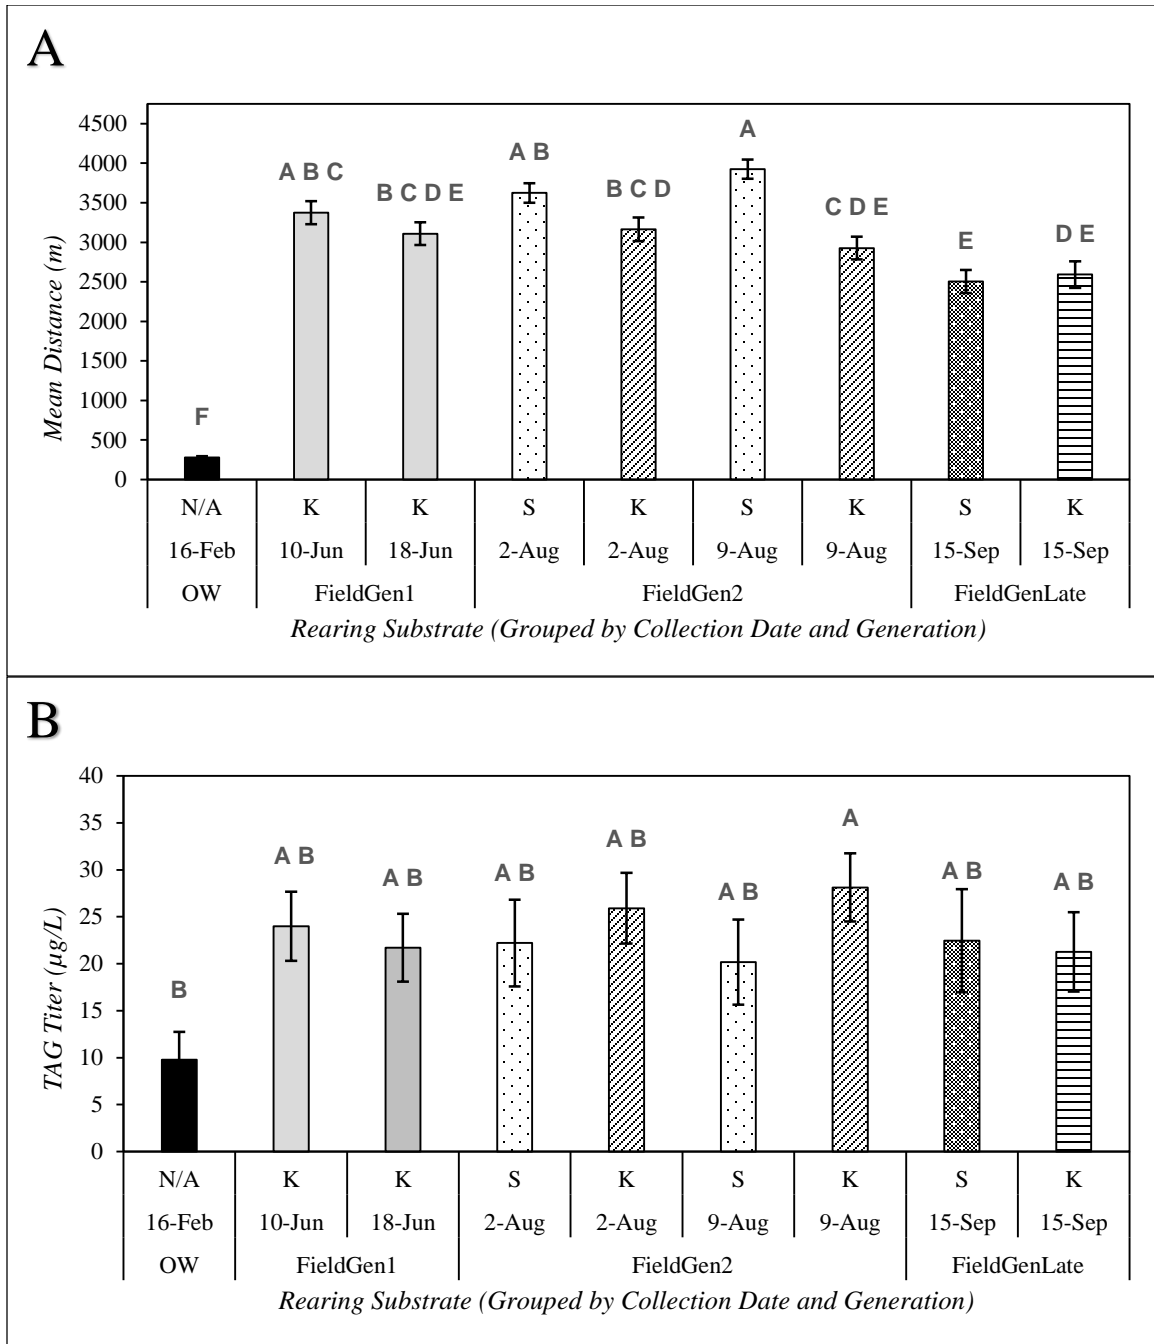 A
Mean Distance (m)
4500
4000
3500
3000
2500
2000
1500
1000
500
0
F
A B C
B C D E
A B
B C D
A
C D E
E
D E
N/A K K S K S K S K
16-Feb 10-Jun 18-Jun 2-Aug 2-Aug 9-Aug 9-Aug 15-Sep 15-Sep
OW FieldGen1 FieldGen2 FieldGenLate
Rearing Substrate (Grouped by Collection Date and Generation)
B
TAG Titer (µg/L)
40
35
30
25
20
15
10
5
0
B
A B
A B
A B
A B
A B
A
A B
A B
N/A K K S K S K S K
16-Feb 10-Jun 18-Jun 2-Aug 2-Aug 9-Aug 9-Aug 15-Sep 15-Sep
OW FieldGen1 FieldGen2 FieldGenLate
Rearing Substrate (Grouped by Collection Date and Generation)